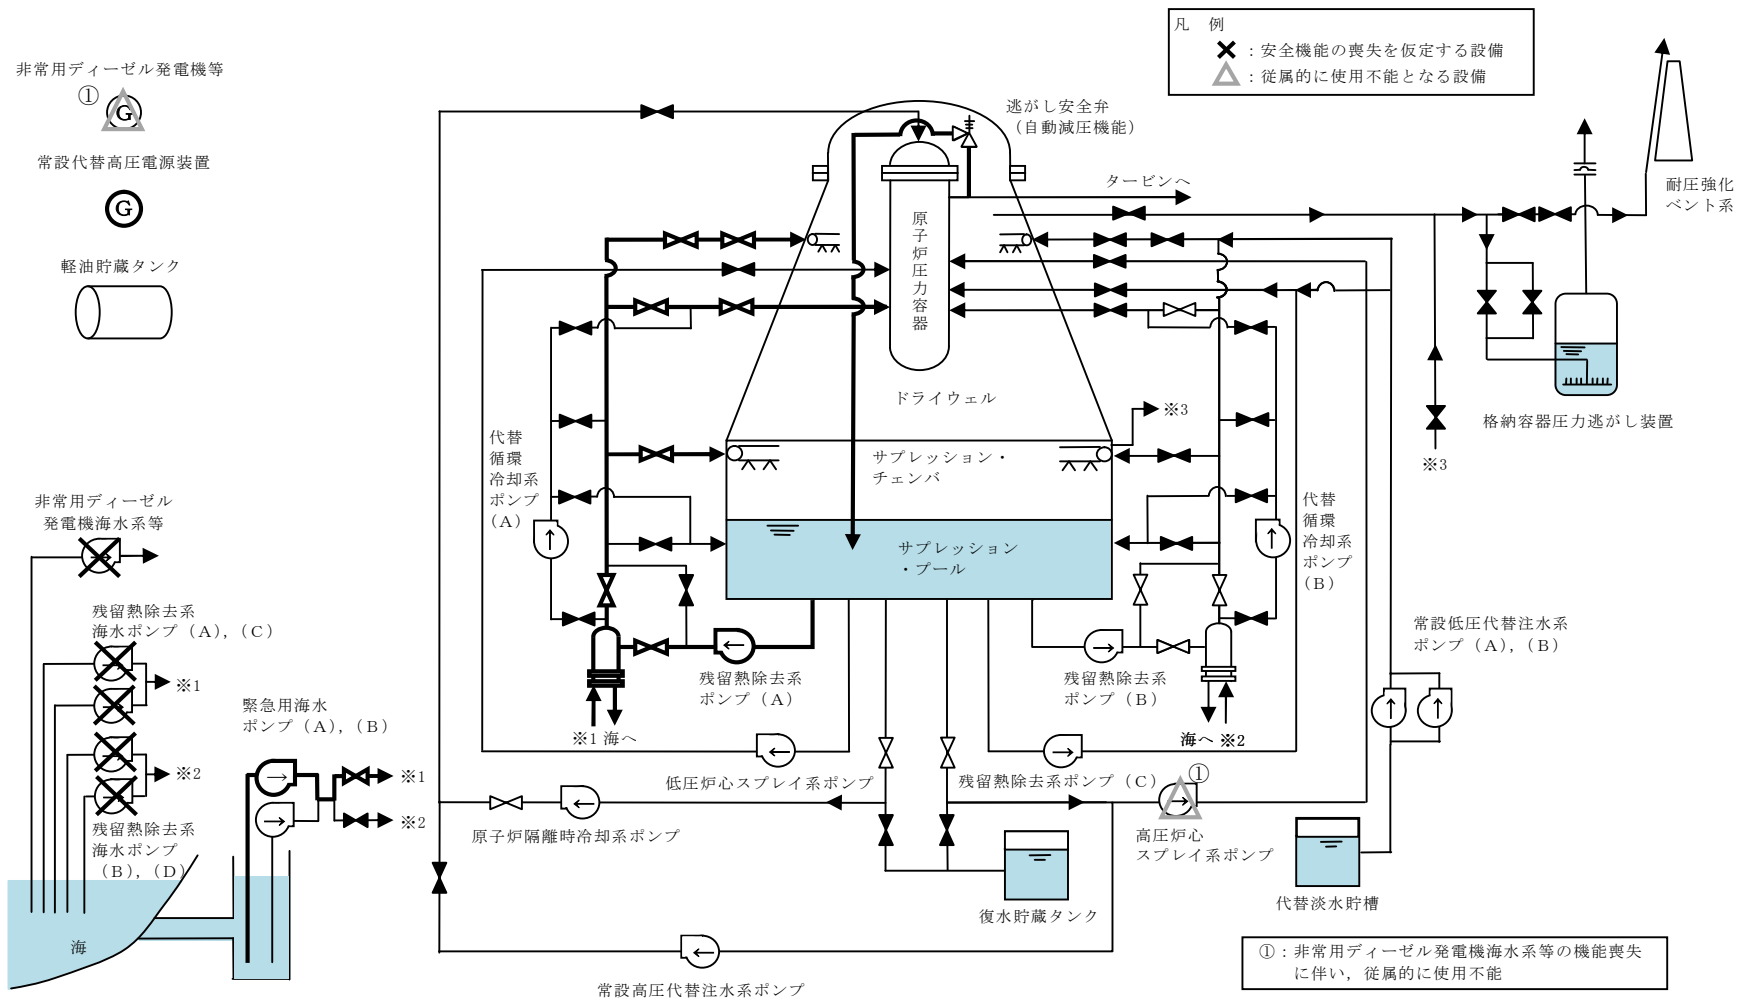 凡 例
：安全機能の喪失を仮定する設備
：従属的に使用不能となる設備
非常用ディーゼル発電機等
①
G
常設代替高圧電源装置
G
軽油貯蔵タンク
逃がし安全弁
（自動減圧機能）
タービンへ
耐圧強化
ベント系
原子炉圧力容器
ドライウェル
※3
格納容器圧力逃がし装置
※3
サプレッション・
チェンバ
サプレッション
・プール
代替
循環
冷却系
ポンプ
（A）
代替
循環
冷却系
ポンプ
（B）
非常用ディーゼル
発電機海水系等
残留熱除去系
海水ポンプ（A），（C）
※1
※2
残留熱除去系
海水ポンプ
（B），（D）
緊急用海水
ポンプ（A），（B）
※1
※2
海
残留熱除去系
ポンプ（A）
※1 海へ
残留熱除去系
ポンプ（B）
海へ ※2
常設低圧代替注水系
ポンプ（A），（B）
低圧炉心スプレイ系ポンプ
残留熱除去系ポンプ（C）
①
原子炉隔離時冷却系ポンプ
高圧炉心
スプレイ系ポンプ
復水貯蔵タンク
代替淡水貯槽
常設高圧代替注水系ポンプ
①：非常用ディーゼル発電機海水系等の機能喪失
に伴い，従属的に使用不能